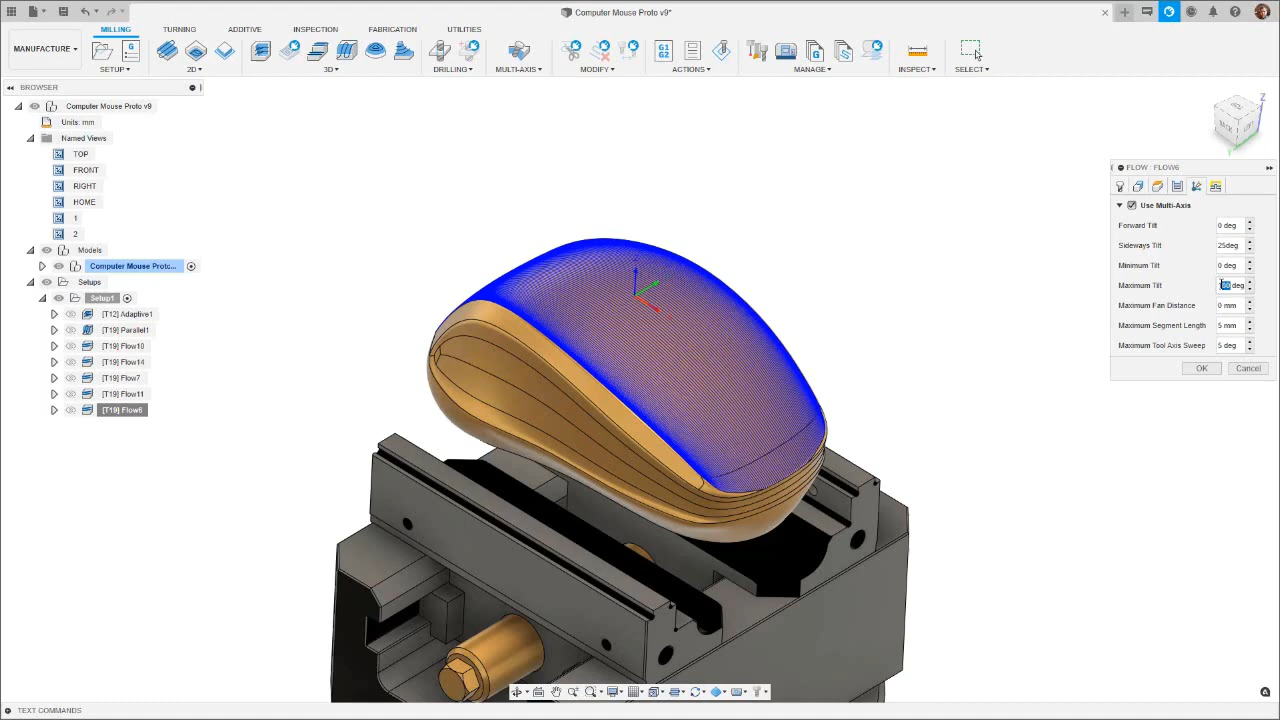 Computer Mouse Proto v9*
MANUFACTURE
MILLING
TURNING
ADDITIVE
INSPECTION
FABRICATION
UTILITIES
SETUP
2D
3D
DRILLING
MULTI-AXIS
MODIFY
ACTIONS
MANAGE
INSPECT
SELECT
G1
G2
BROWSER
Computer Mouse Proto v9
Units: mm
Named Views
TOP
FRONT
RIGHT
HOME
1
2
Models
Computer Mouse Protc...
Setups
Setup1
[T12] Adaptive1
[T19] Parallel1
[T19] Flow10
[T19] Flow14
[T19] Flow7
[T19] Flow11
[T19] Flow6
Z
BACK
LEFT
FLOW : FLOW6
Use Multi-Axis
Forward Tilt 0 deg
Sideways Tilt 25deg
Minimum Tilt 0 deg
Maximum Tilt deg
Maximum Fan Distance 0 mm
Maximum Segment Length 5 mm
Maximum Tool Axis Sweep 5 deg
OK Cancel
TEXT COMMANDS